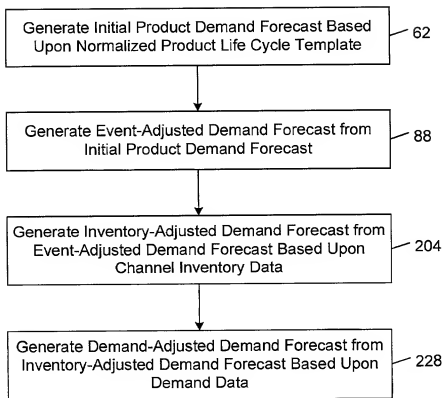 Generate Initial Product Demand Forecast Based
Upon Normalized Product Life Cycle Template
62
Generate Event-Adjusted Demand Forecast from
Initial Product Demand Forecast
88
Generate Inventory-Adjusted Demand Forecast from
Event-Adjusted Demand Forecast Based Upon
Channel Inventory Data
204
Generate Demand-Adjusted Demand Forecast from
Inventory-Adjusted Demand Forecast Based Upon
Demand Data
228